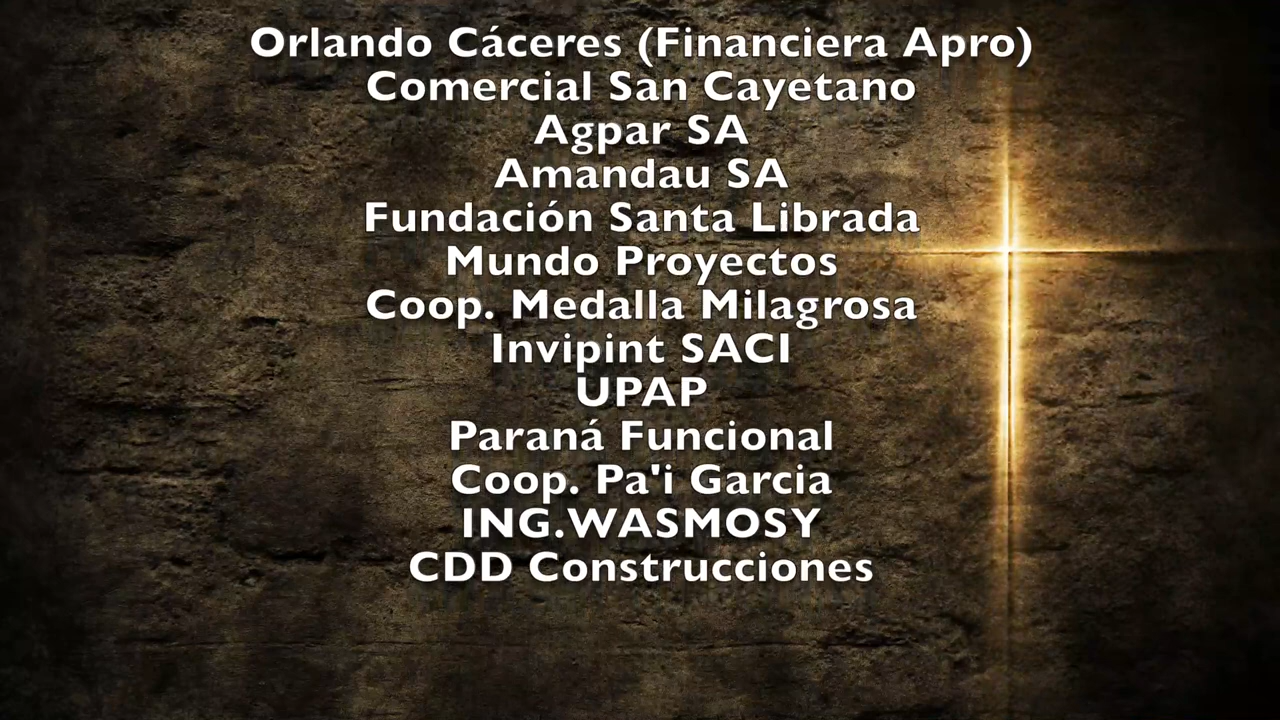 Orlando Cáceres (Financiera Apro)
Comercial San Cayetano
Agpar SA
Amandau SA
Fundación Santa Librada
Mundo Proyectos
Coop. Medalla Milagrosa
Invipint SACI
UPAP
Paraná Funcional
Coop. Pa'i Garcia
ING.WASMOSY
CDD Construcciones